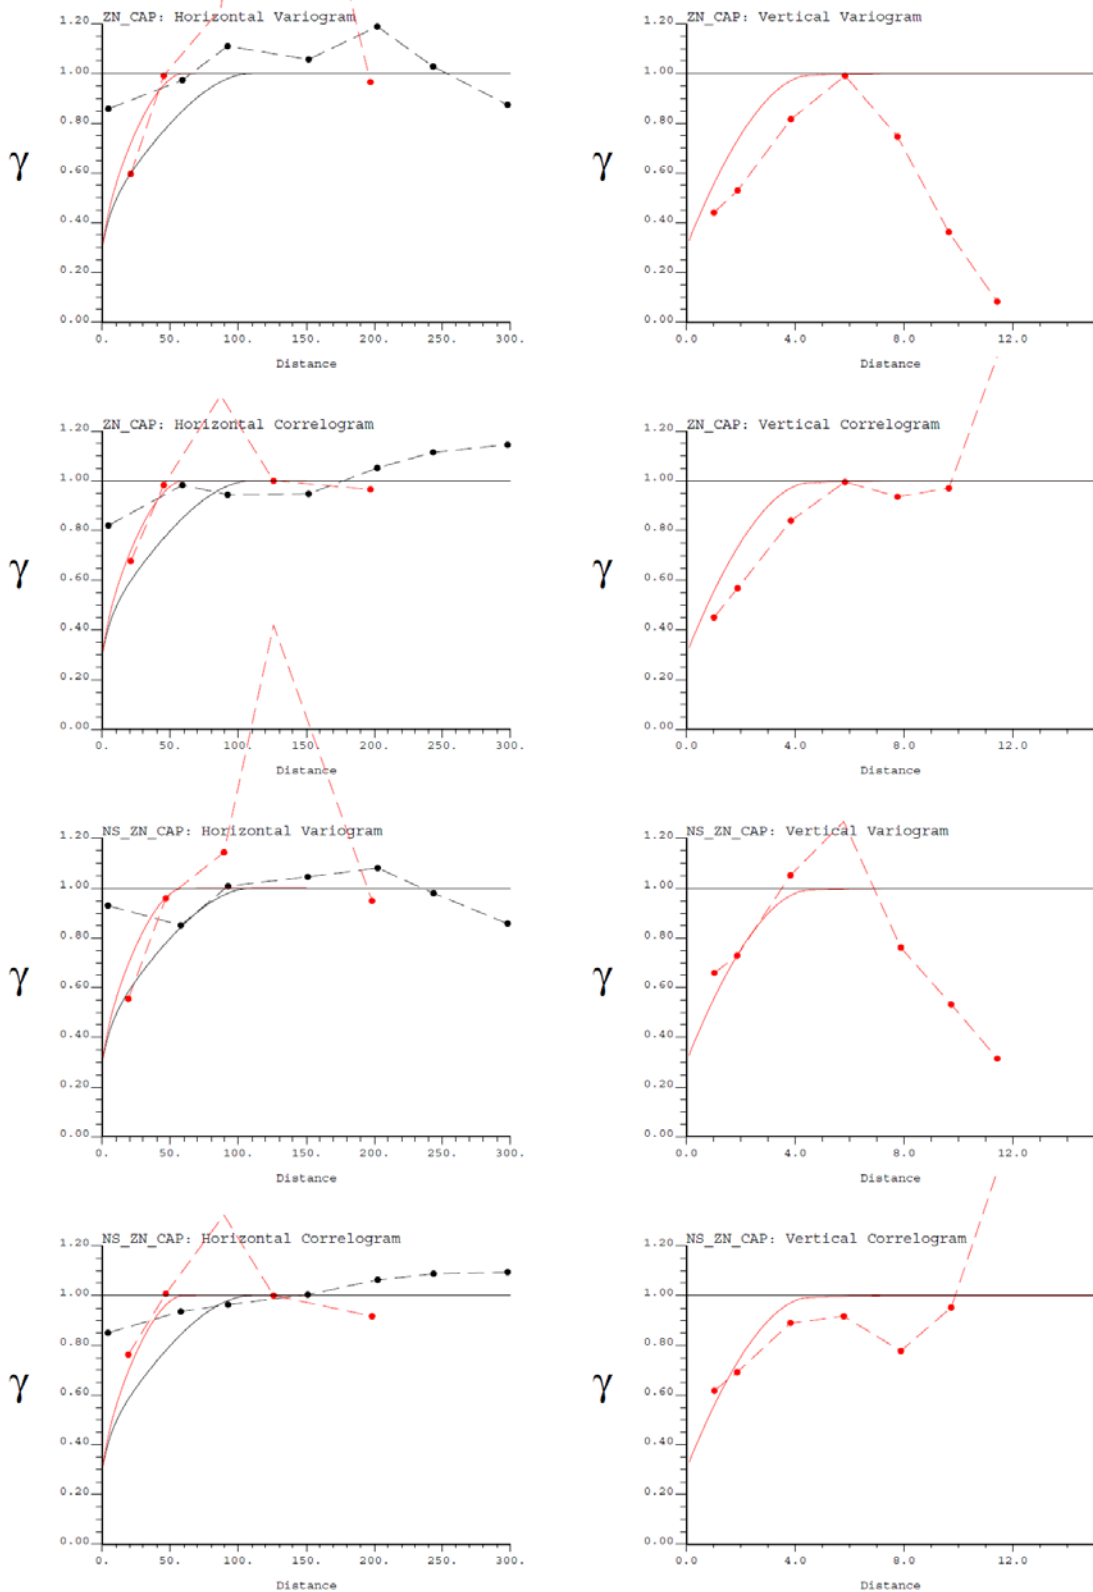 ZN_CAP: Horizontal Variogram
1.20
1.00
0.80
0.60
0.40
0.20
0.00
γ
0. 50. 100. 150. 200. 250. 300.
Distance
ZN_CAP: Vertical Variogram
1.20
1.00
0.80
0.60
0.40
0.20
0.00
γ
0.0 4.0 8.0 12.0
Distance
ZN_CAP: Horizontal Correlogram
1.20
1.00
0.80
0.60
0.40
0.20
0.00
γ
0. 50. 100. 150. 200. 250. 300.
Distance
ZN_CAP: Vertical Correlogram
1.20
1.00
0.80
0.60
0.40
0.20
0.00
γ
0.0 4.0 8.0 12.0
Distance
NS_ZN_CAP: Horizontal Variogram
1.20
1.00
0.80
0.60
0.40
0.20
0.00
γ
0. 50. 100. 150. 200. 250. 300.
Distance
NS_ZN_CAP: Vertical Variogram
1.20
1.00
0.80
0.60
0.40
0.20
0.00
γ
0.0 4.0 8.0 12.0
Distance
NS_ZN_CAP: Horizontal Correlogram
1.20
1.00
0.80
0.60
0.40
0.20
0.00
γ
0. 50. 100. 150. 200. 250. 300.
Distance
NS_ZN_CAP: Vertical Correlogram
1.20
1.00
0.80
0.60
0.40
0.20
0.00
γ
0.0 4.0 8.0 12.0
Distance